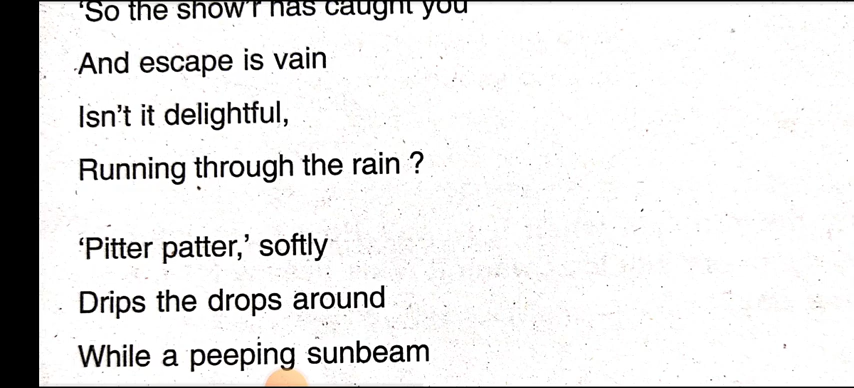 ‘So the show'r has caught you
And escape is vain
Isn’t it delightful,
Running through the rain ?
‘Pitter patter,’ softly
Drips the drops around
While a peeping sunbeam